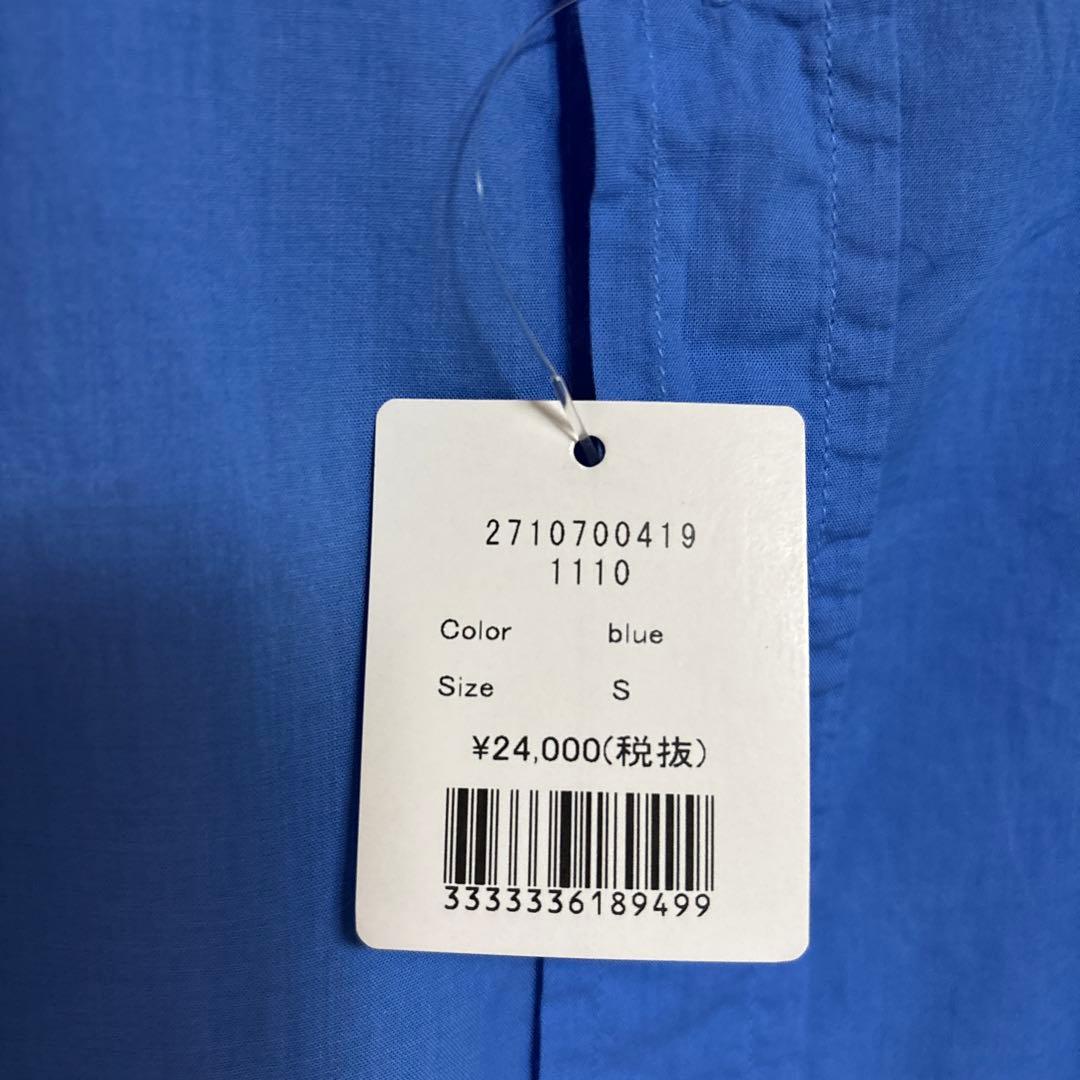 2710700419
1110
Color blue
Size S
¥24,000(税抜)
3333336189499